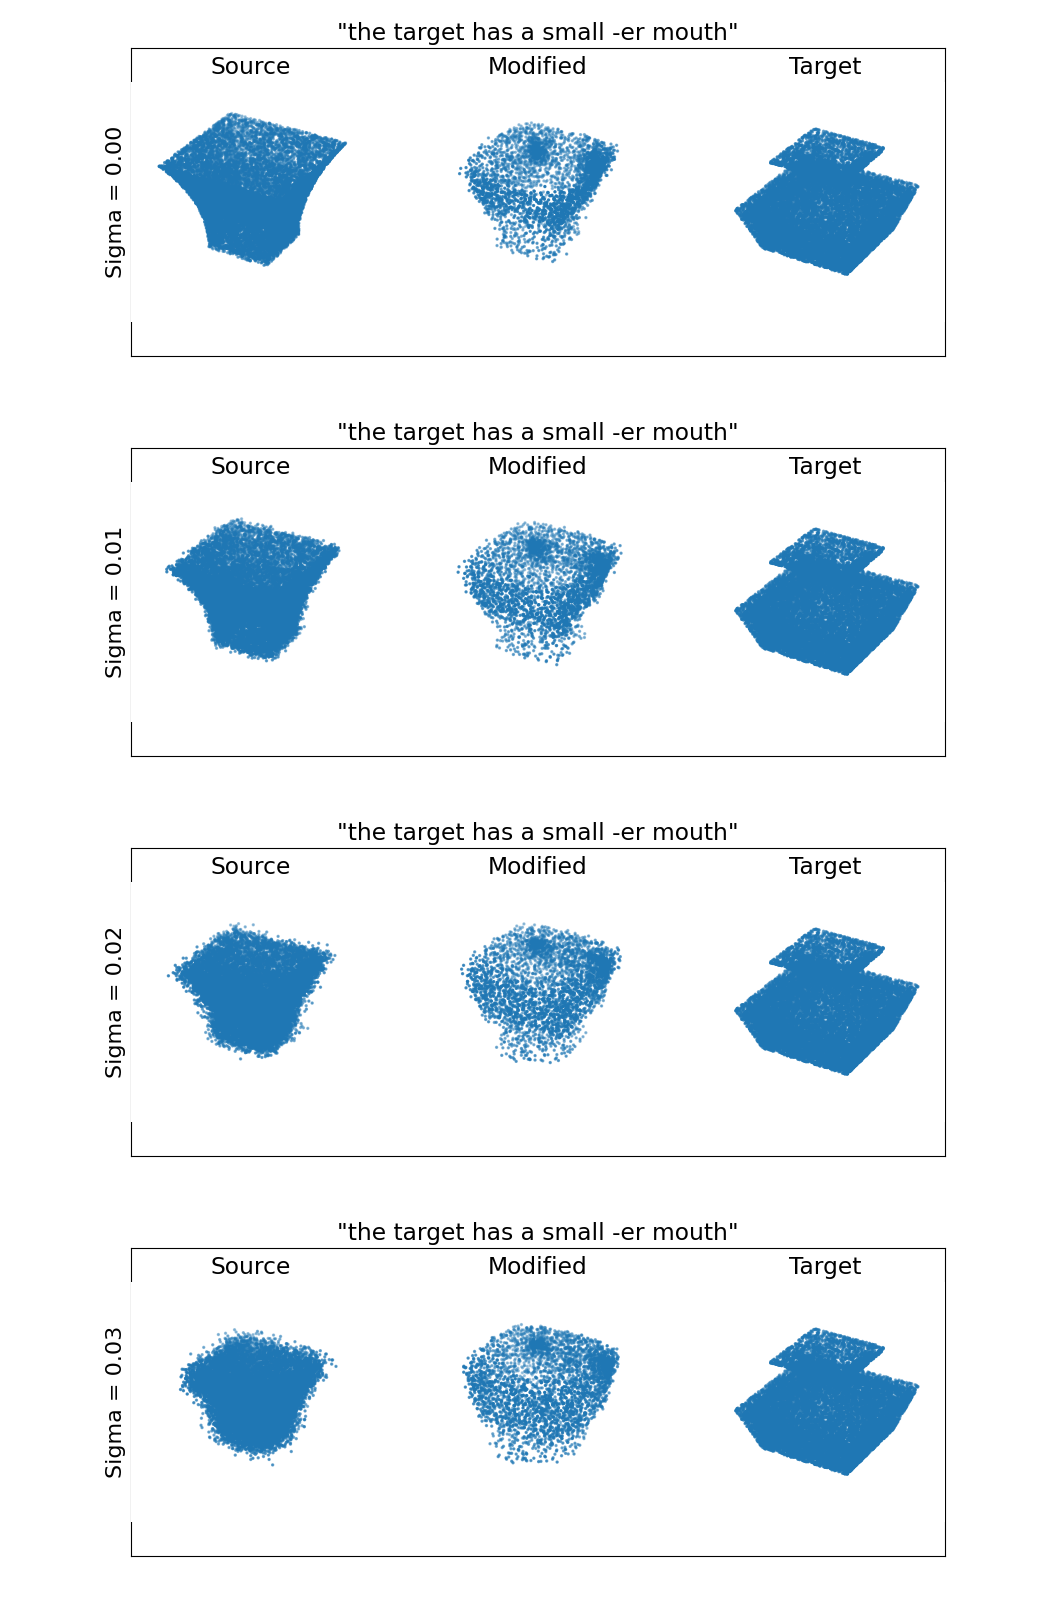 "the target has a small -er mouth"
Source Modified Target
Sigma = 0.00
"the target has a small -er mouth"
Source Modified Target
Sigma = 0.01
"the target has a small -er mouth"
Source Modified Target
Sigma = 0.02
"the target has a small -er mouth"
Source Modified Target
Sigma = 0.03